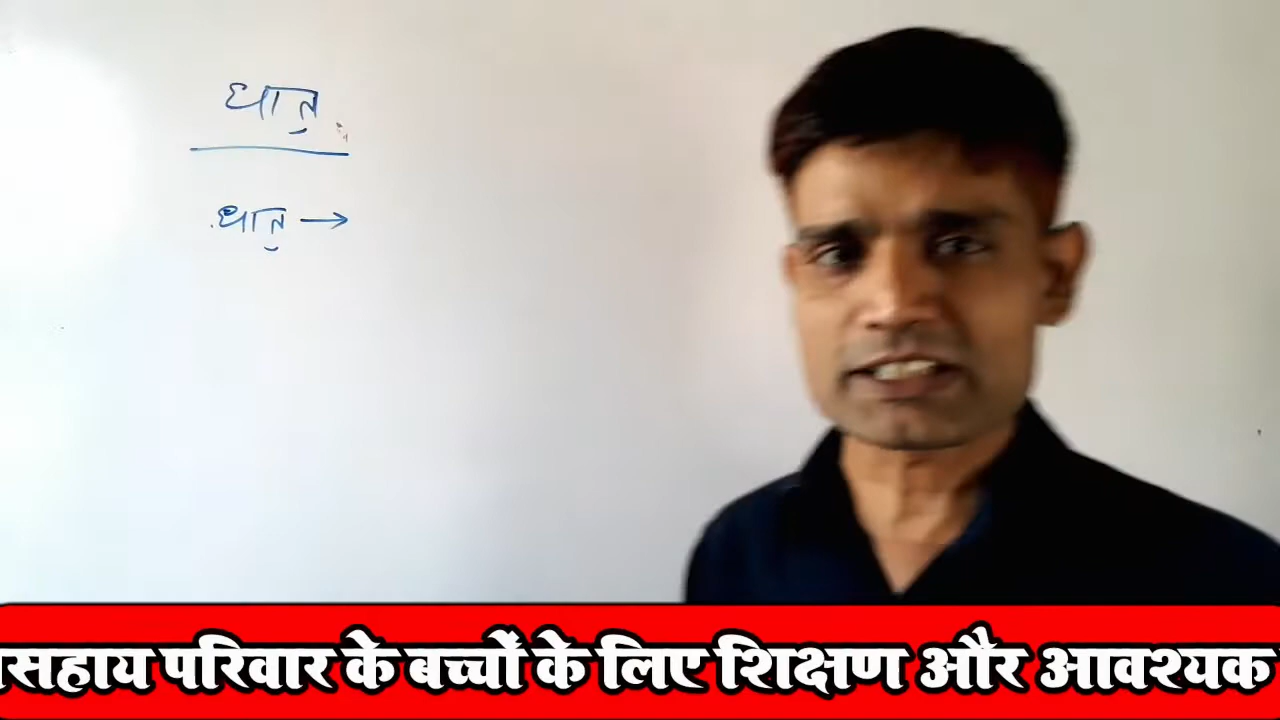 धातु
धातु →
सहाय परिवार के बच्चों के लिए शिक्षण और आवश्यक